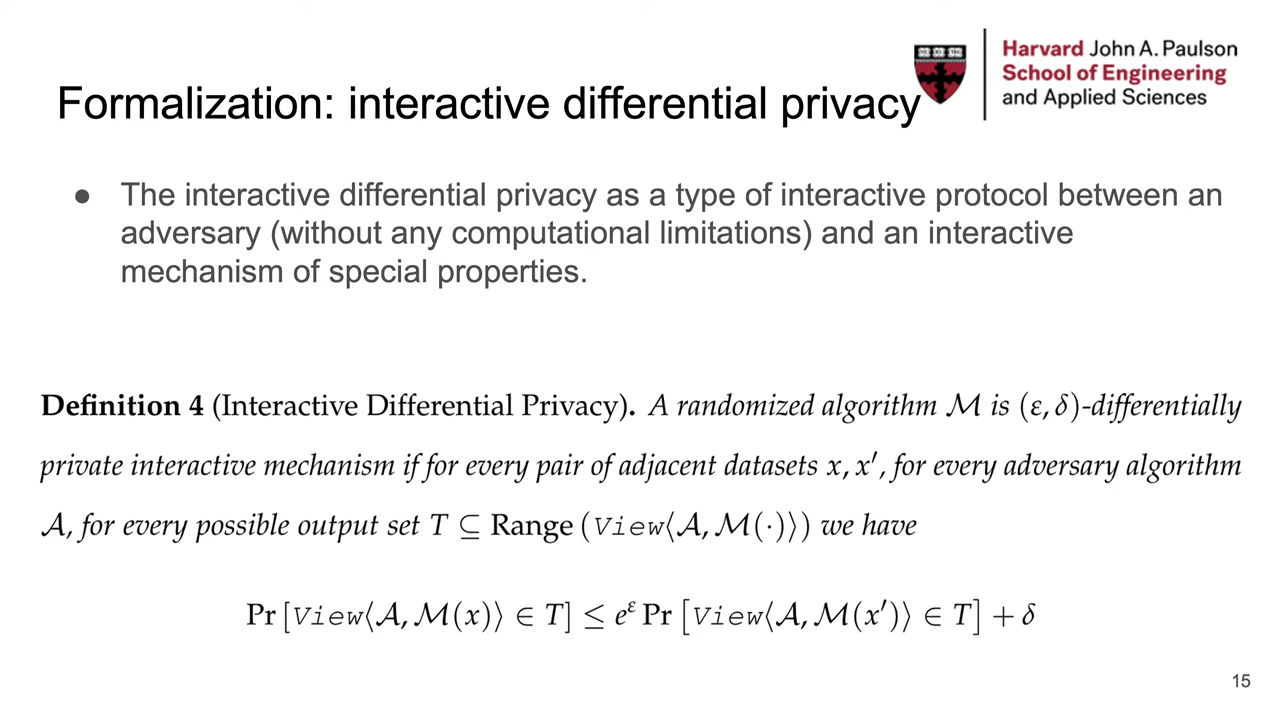 Harvard John A. Paulson
School of Engineering
and Applied Sciences
Formalization: interactive differential privacy
● The interactive differential privacy as a type of interactive protocol between an
adversary (without any computational limitations) and an interactive
mechanism of special properties.
Definition 4 (Interactive Differential Privacy). A randomized algorithm ℳ is (ε, δ)-differentially
private interactive mechanism if for every pair of adjacent datasets x, x′, for every adversary algorithm
𝒜, for every possible output set T ⊆ Range (View⟨𝒜, ℳ(·)⟩) we have
Pr [View⟨𝒜, ℳ(x)⟩ ∈ T] ≤ e^ε Pr [View⟨𝒜, ℳ(x′)⟩ ∈ T] + δ
15